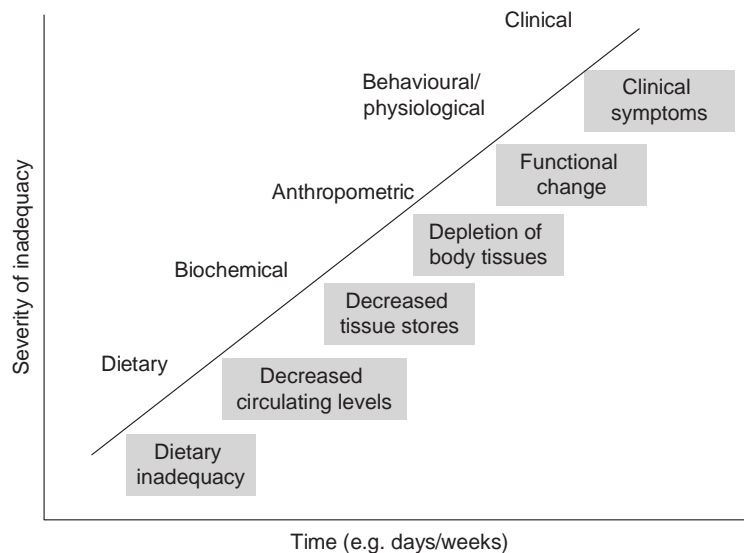 Clinical
Behavioural/
physiological
Clinical
symptoms
Functional
change
Anthropometric
Depletion of
body tissues
Biochemical
Decreased
tissue stores
Dietary
Decreased
circulating levels
Dietary
inadequacy
Severity of inadequacy
Time (e.g. days/weeks)